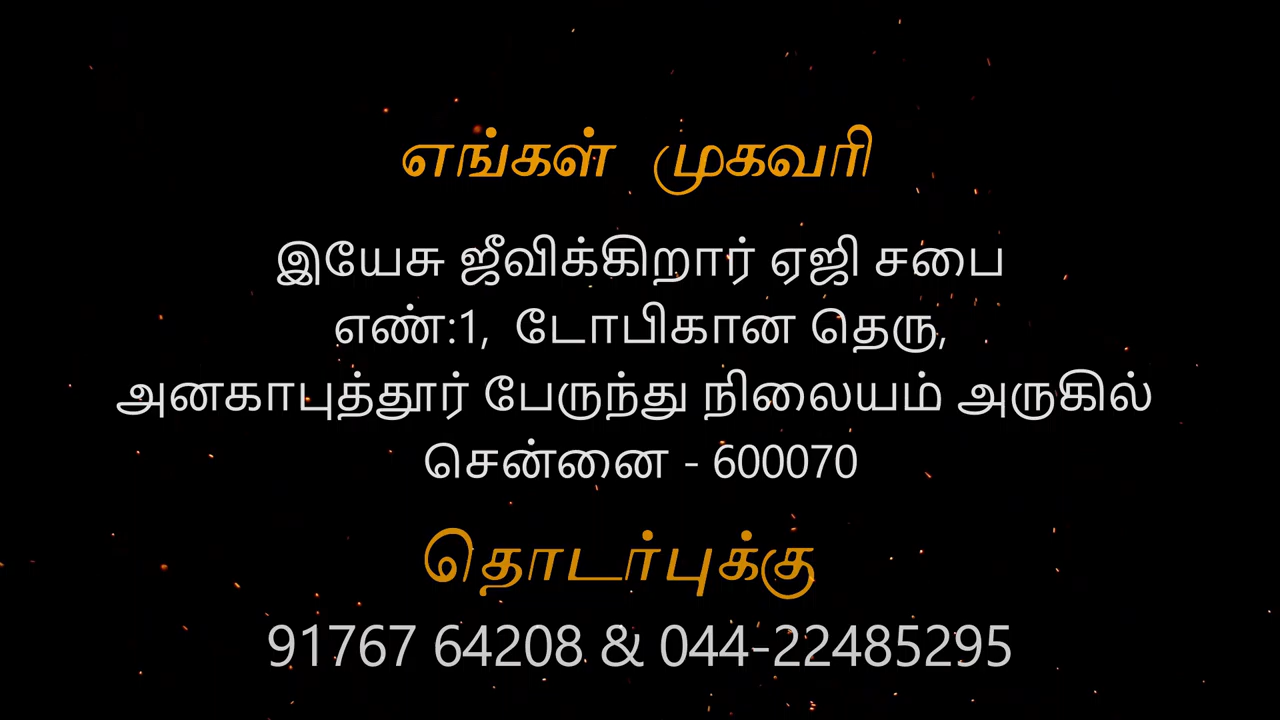 எங்கள் முகவரி
இயேசு ஜீவிக்கிறார் ஏஜி சபை
எண்:1, டோபிகான தெரு,
அனகாபுத்தூர் பேருந்து நிலையம் அருகில்
சென்னை - 600070
தொடர்புக்கு
91767 64208 & 044-22485295